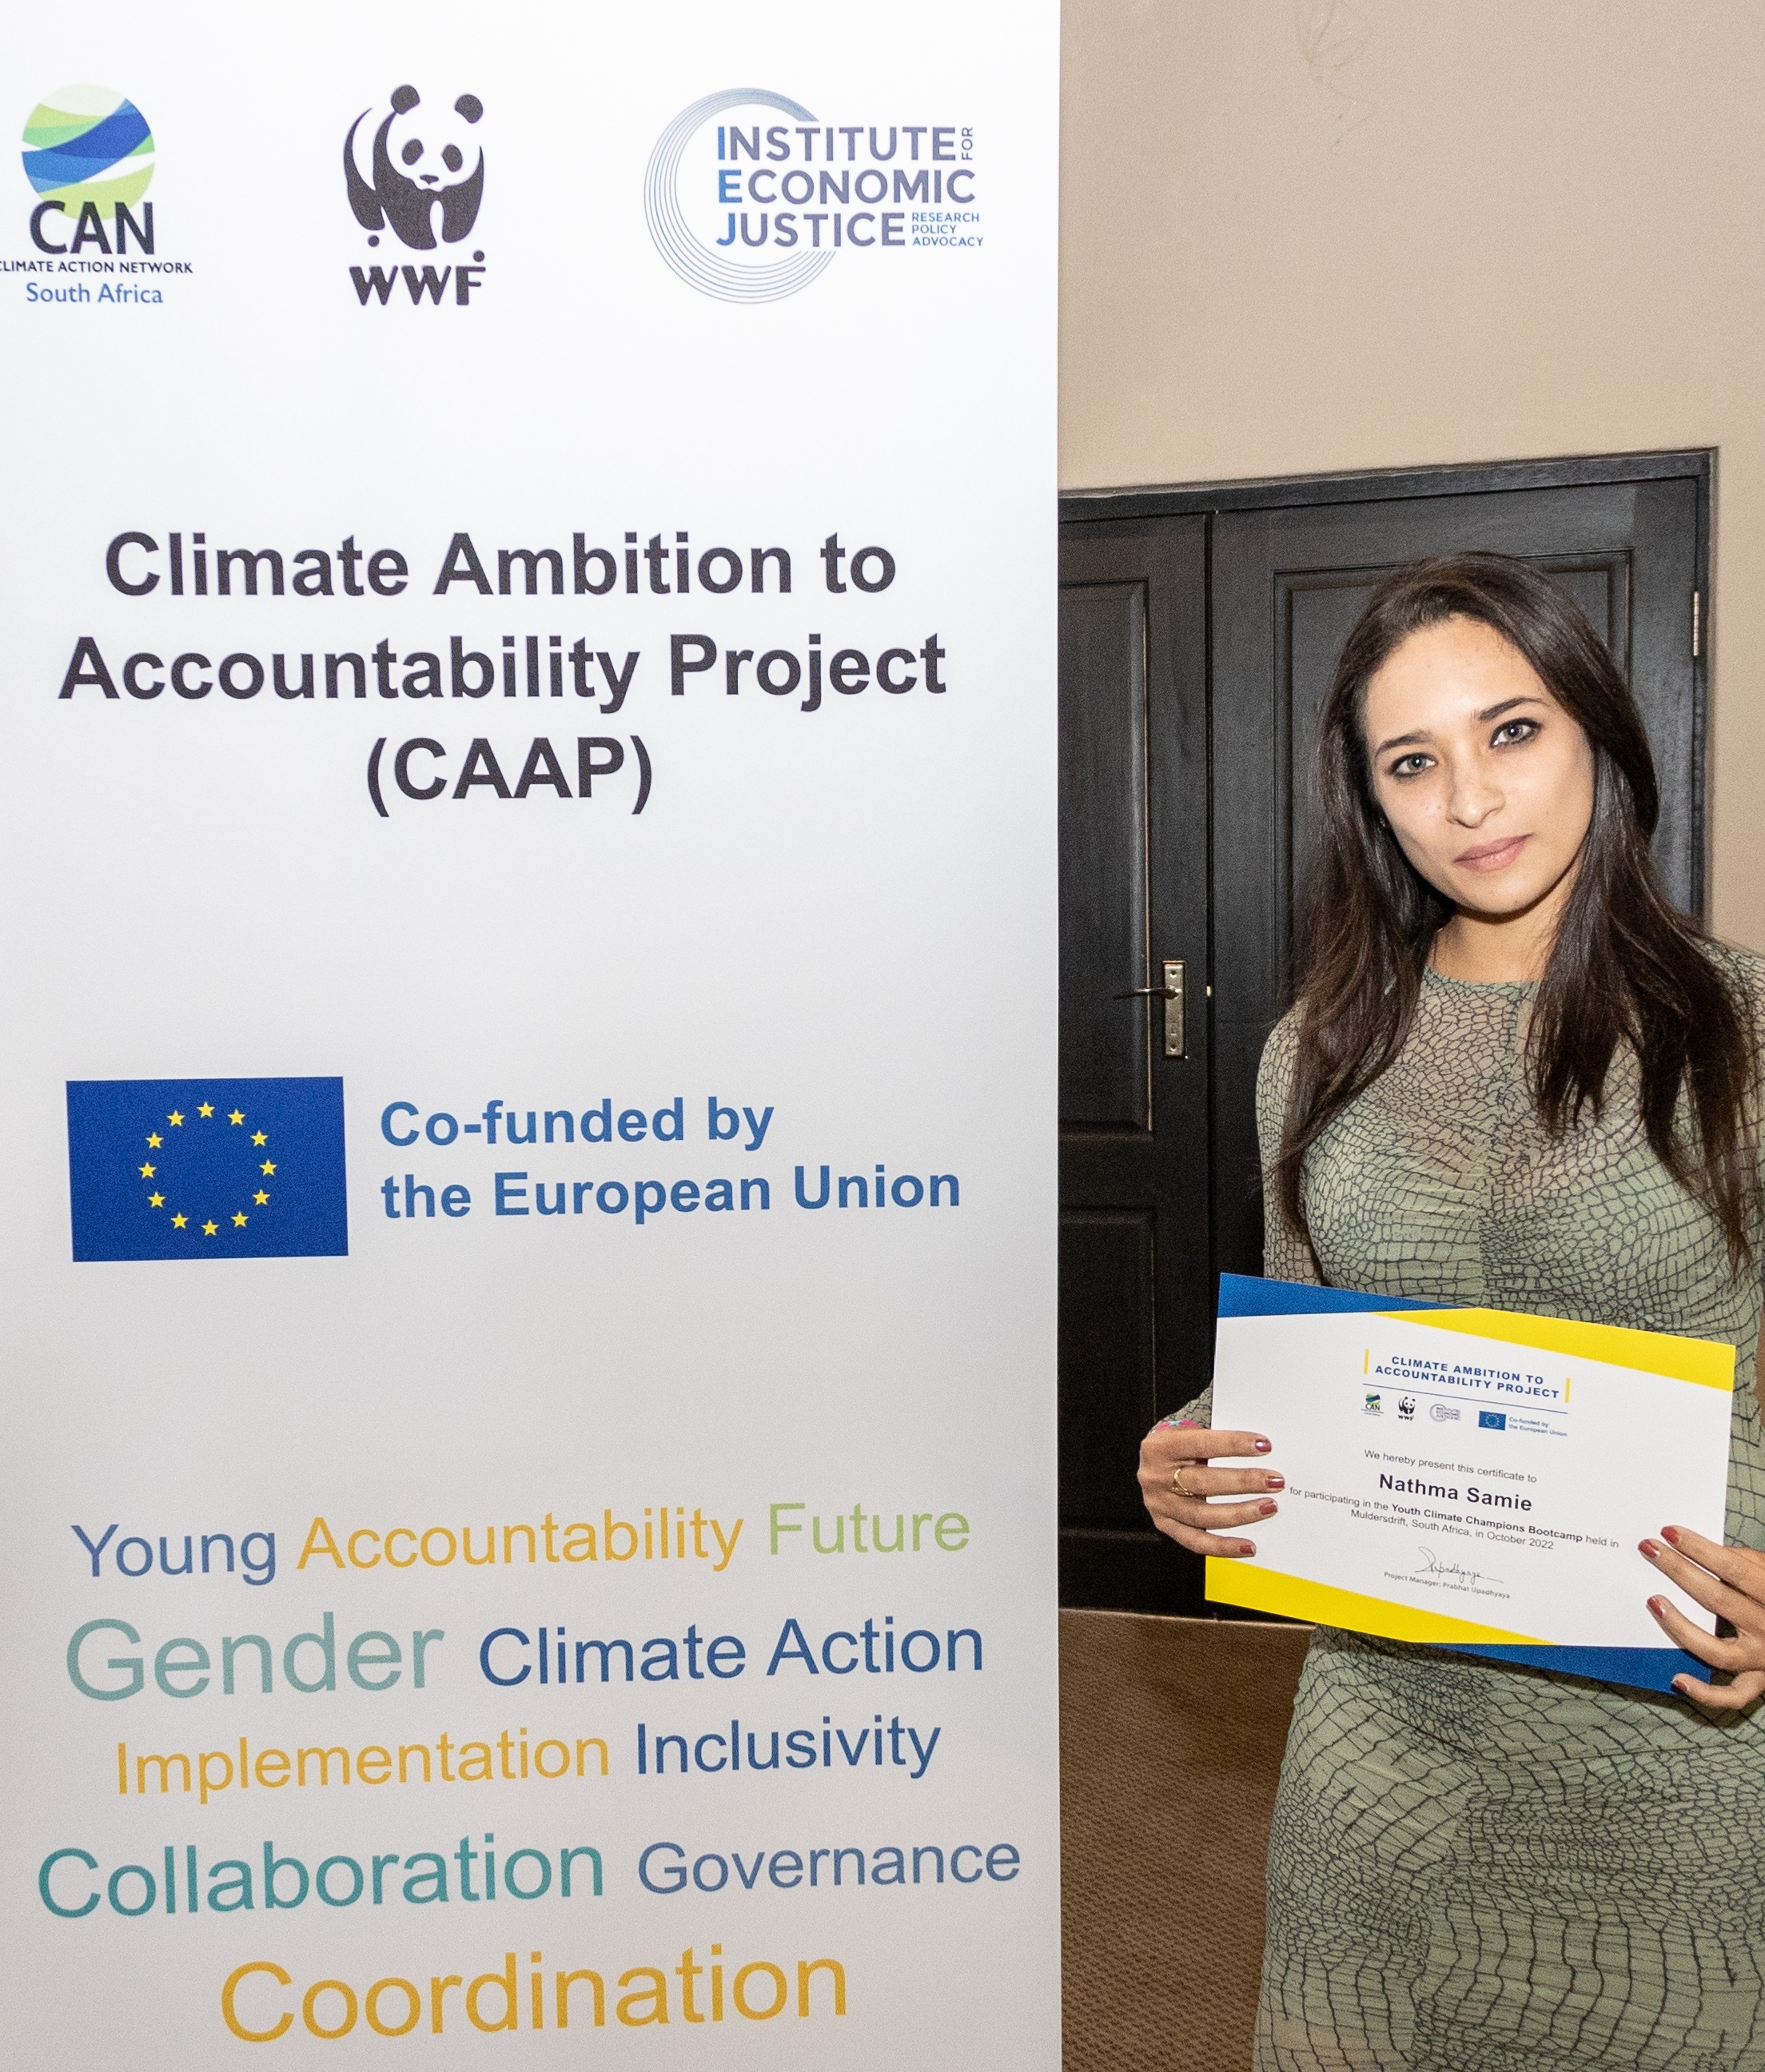 CAN
CLIMATE ACTION NETWORK
South Africa
WWF
INSTITUTE FOR
ECONOMIC
JUSTICE
RESEARCH
POLICY
ADVOCACY
Climate Ambition to
Accountability Project
(CAAP)
Co-funded by
the European Union
Young Accountability Future
Gender Climate Action
Implementation Inclusivity
Collaboration Governance
Coordination
CLIMATE AMBITION TO
ACCOUNTABILITY PROJECT
CAN
WWF
Co-funded by
the European Union
We hereby present this certificate to
Nathma Samie
for participating in the Youth Climate Champions Bootcamp held in
Muldersdrift, South Africa, in October 2022
Project Manager: Prabhat Upadhyaya